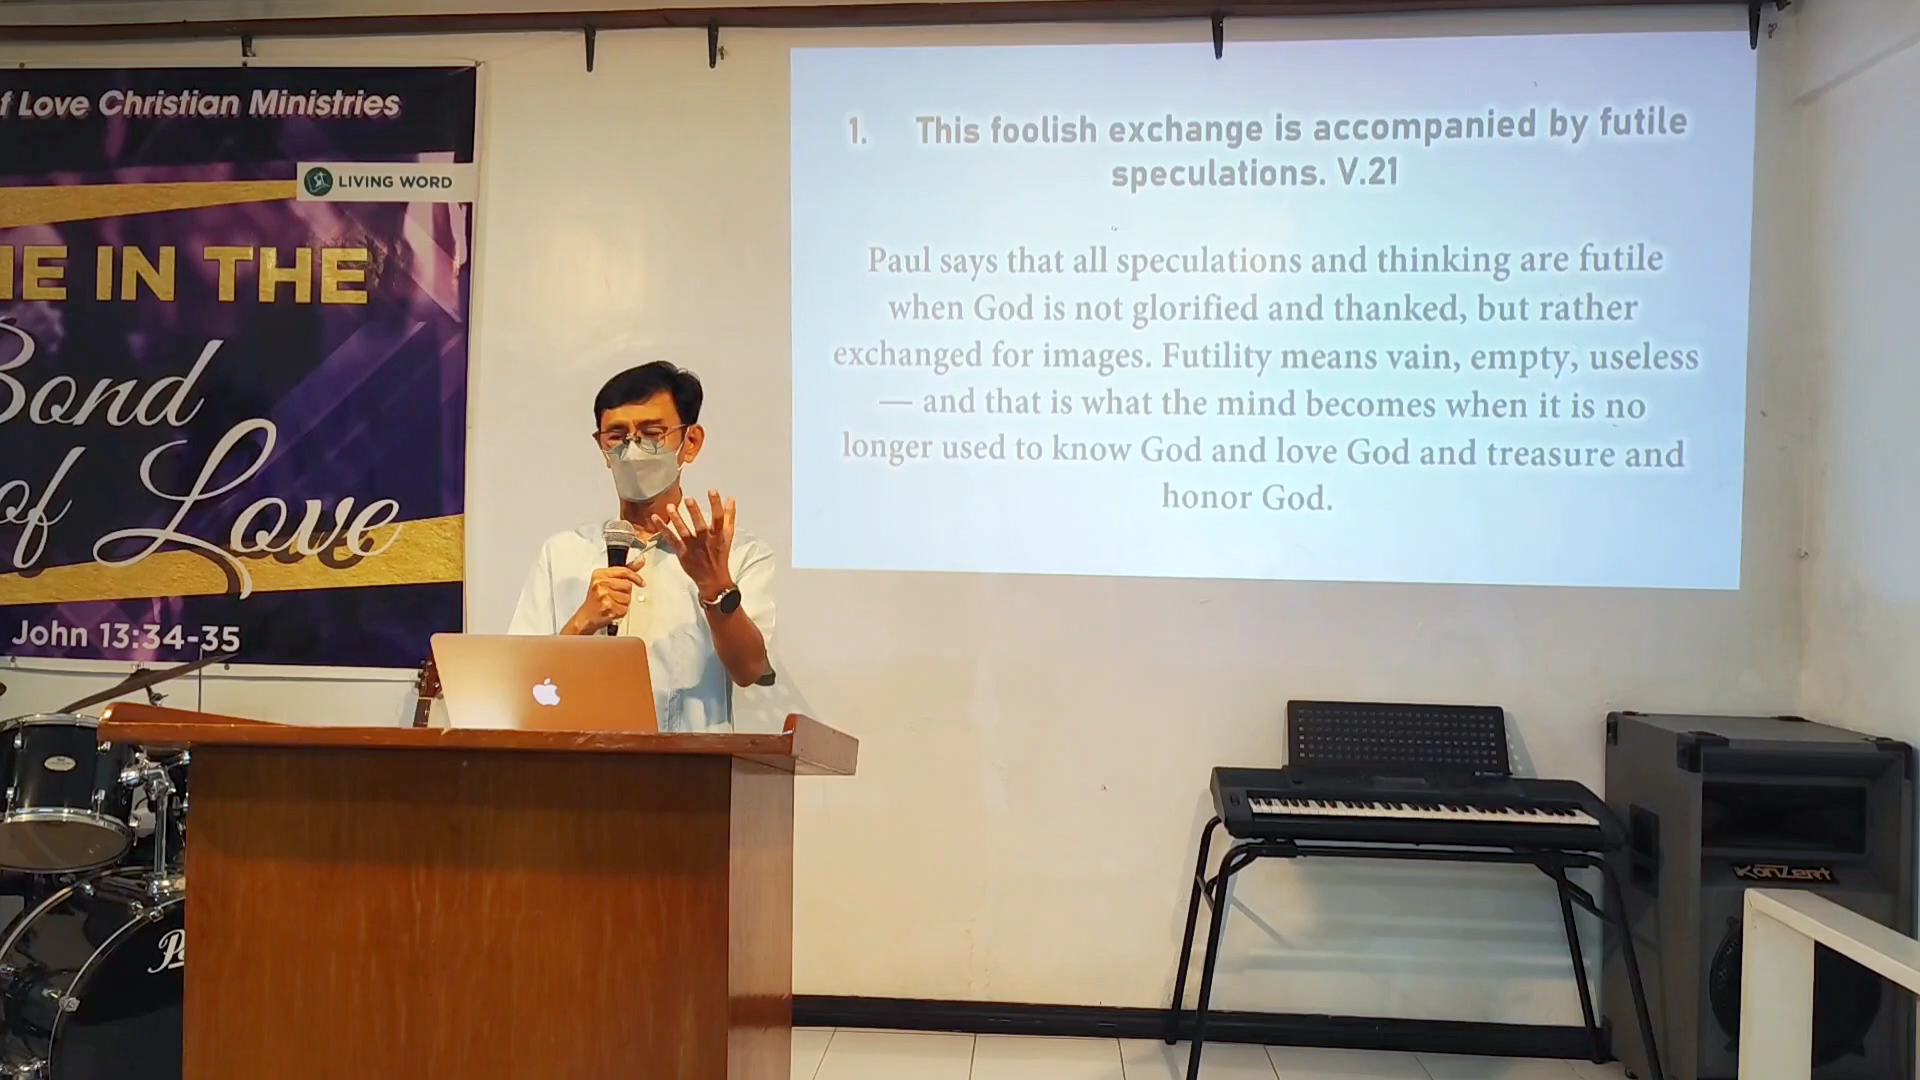 f Love Christian Ministries
LIVING WORD
IN THE
Bond
of Love
John 13:34-35
1. This foolish exchange is accompanied by futile
speculations. V.21
Paul says that all speculations and thinking are futile
when God is not glorified and thanked, but rather
exchanged for images. Futility means vain, empty, useless
— and that is what the mind becomes when it is no
longer used to know God and love God and treasure and
honor God.
KonZert